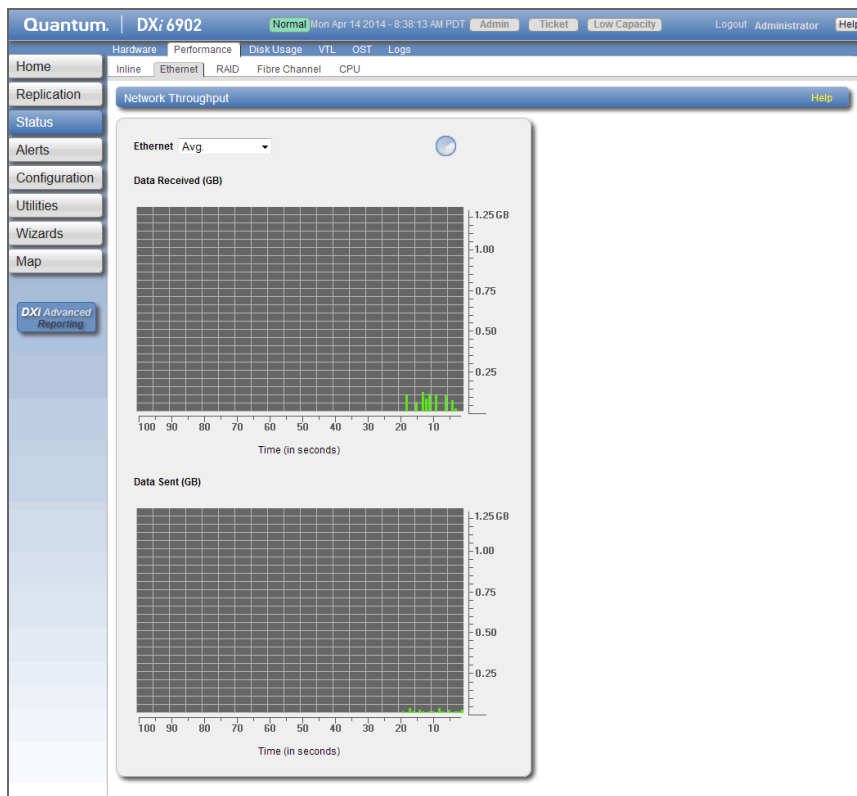 Quantum. DXi 6902 Normal Mon Apr 14 2014 - 8:38:13 AM PDT Admin Ticket Low Capacity Logout Administrator Help
Hardware Performance Disk Usage VTL OST Logs
Inline Ethernet RAID Fibre Channel CPU
Home
Replication
Status
Alerts
Configuration
Utilities
Wizards
Map
DXi Advanced
Reporting
Network Throughput Help
Ethernet Avg.
Data Received (GB)
1.25 GB
1.00
0.75
0.50
0.25
100 90 80 70 60 50 40 30 20 10
Time (in seconds)
Data Sent (GB)
1.25 GB
1.00
0.75
0.50
0.25
100 90 80 70 60 50 40 30 20 10
Time (in seconds)